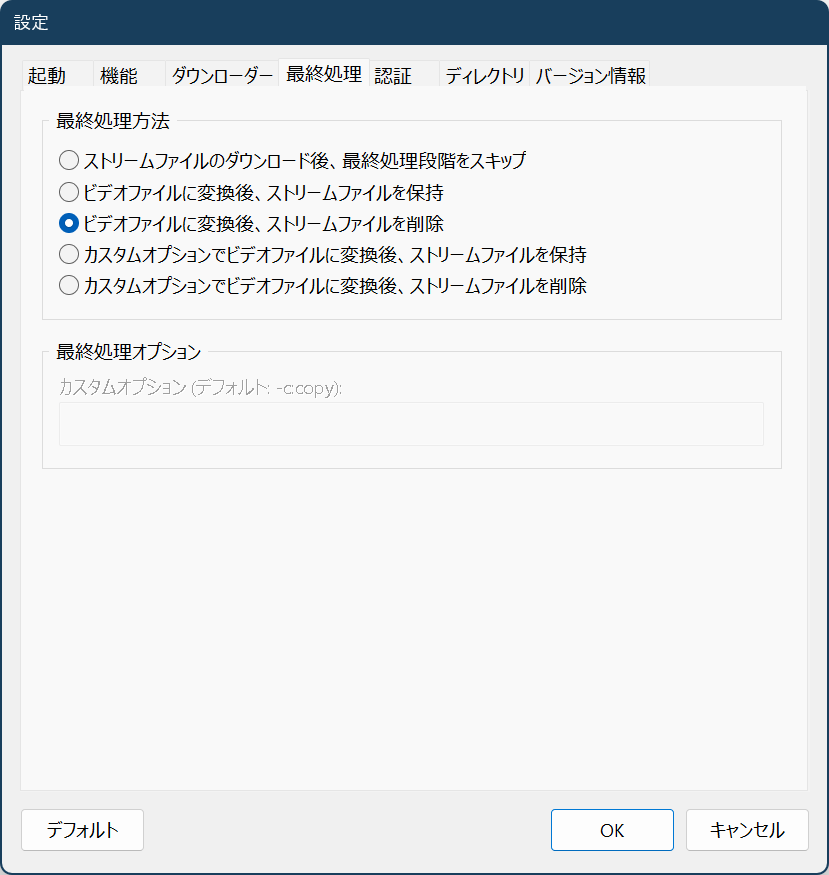 設定
起動 機能 ダウンローダー 最終処理 認証 ディレクトリ バージョン情報
最終処理方法
ストリームファイルのダウンロード後、最終処理段階をスキップ
ビデオファイルに変換後、ストリームファイルを保持
ビデオファイルに変換後、ストリームファイルを削除
カスタムオプションでビデオファイルに変換後、ストリームファイルを保持
カスタムオプションでビデオファイルに変換後、ストリームファイルを削除
最終処理オプション
カスタムオプション (デフォルト: -c:copy):
デフォルト OK キャンセル